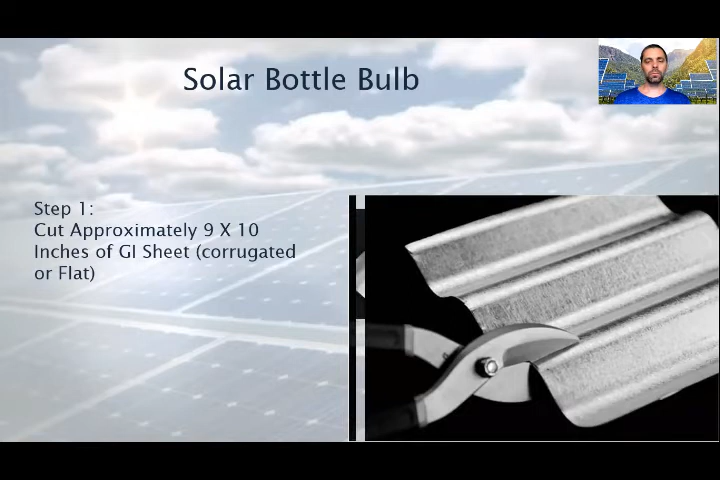 Solar Bottle Bulb
Step 1:
Cut Approximately 9 X 10
Inches of GI Sheet (corrugated
or Flat)